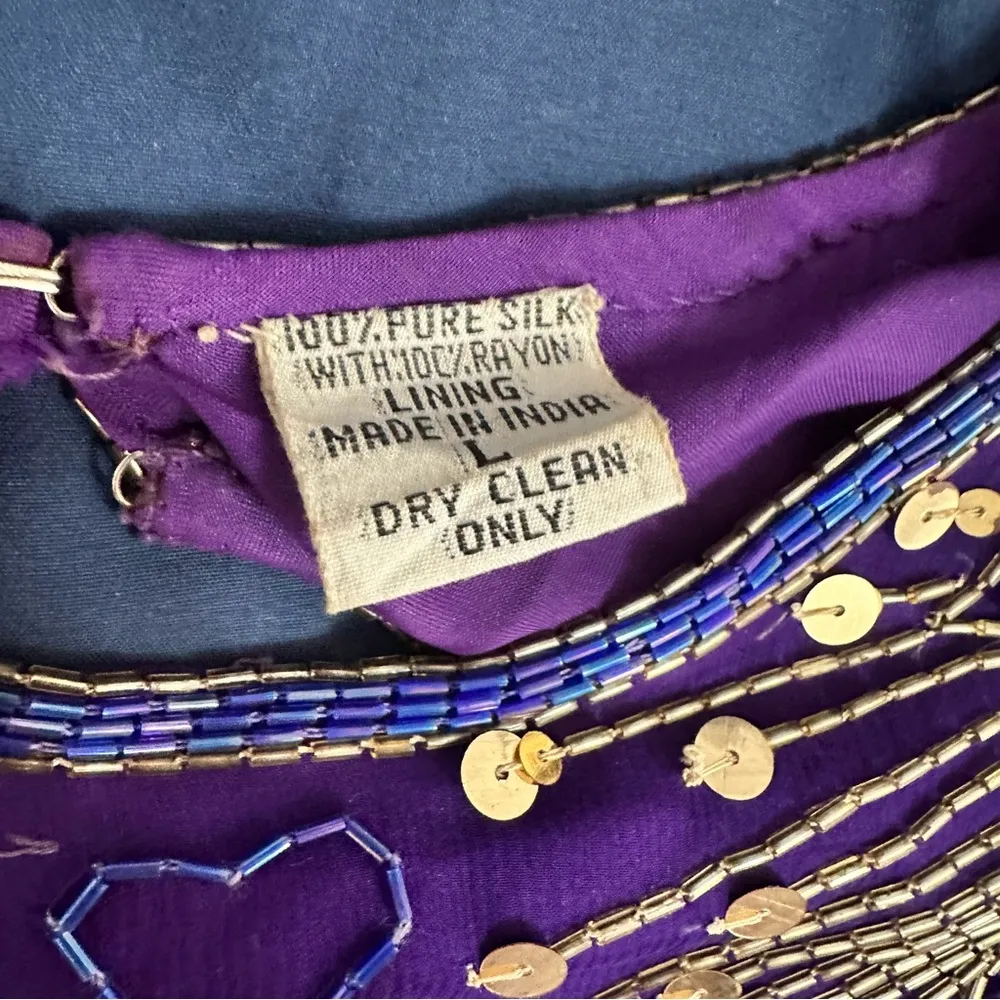 100% PURE SILK
WITH 100% RAYON
LINING
MADE IN INDIA
L
DRY CLEAN
ONLY